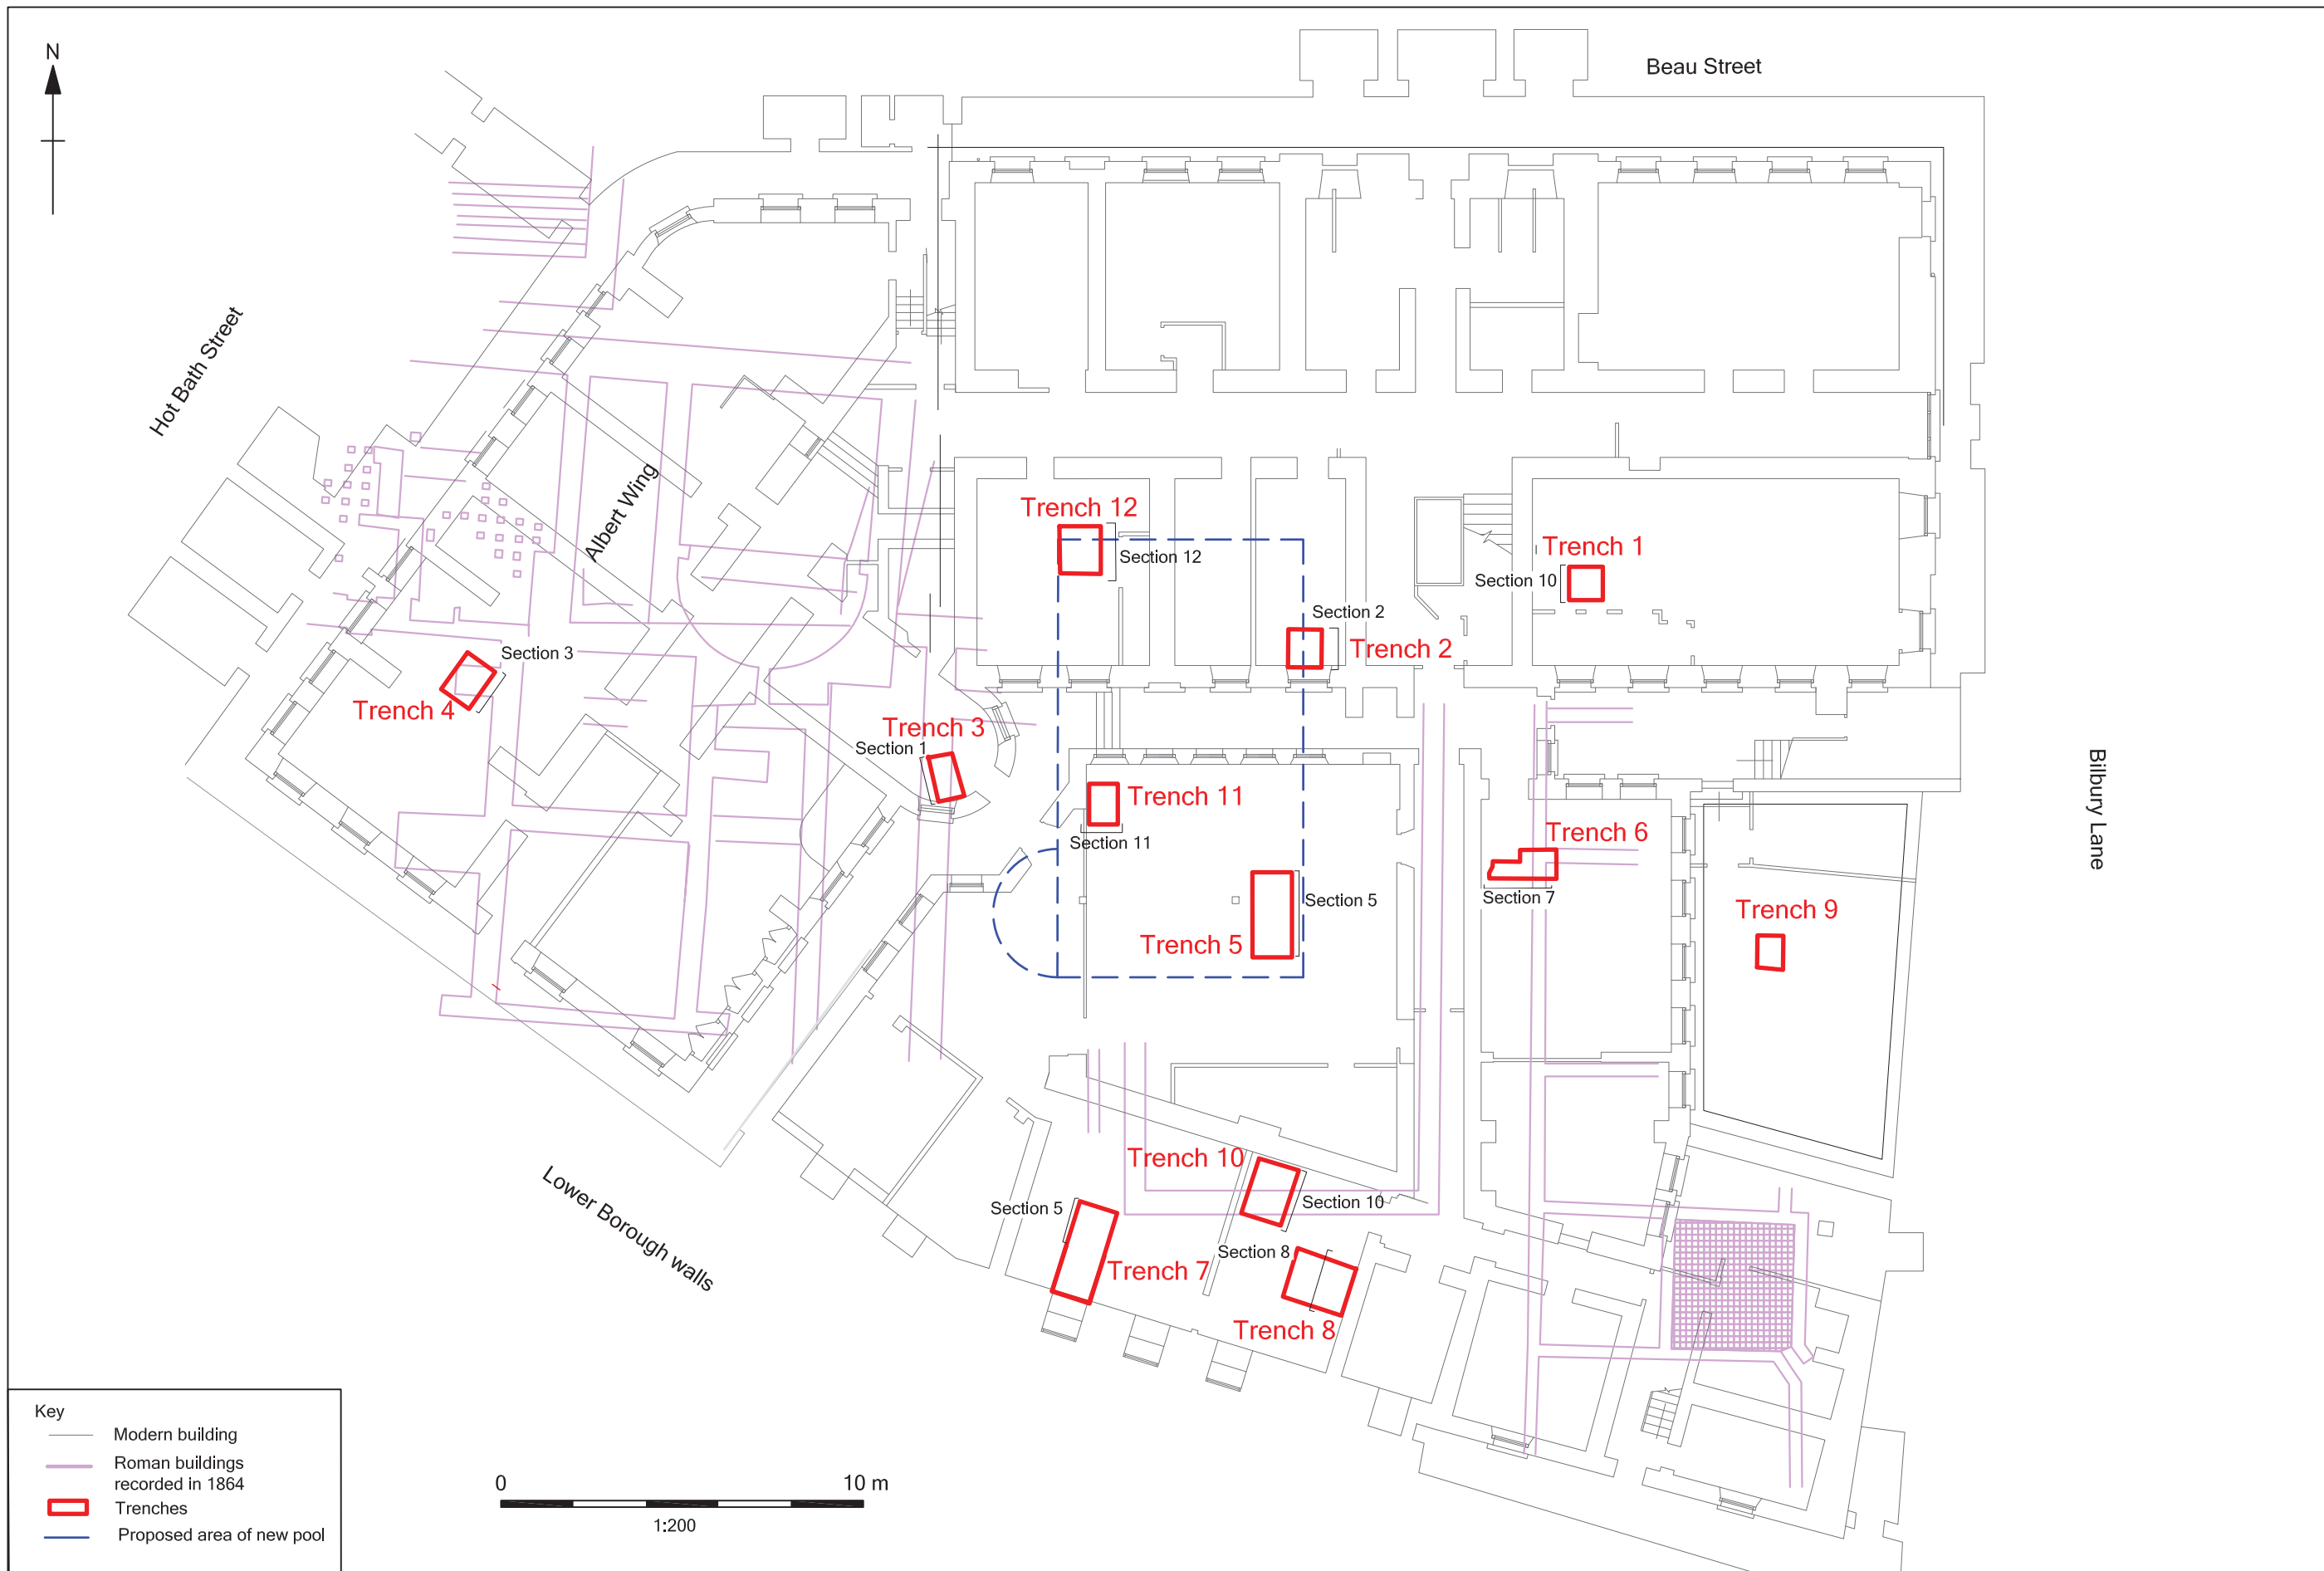 N
Beau Street
Hot Bath Street
Albert Wing
Trench 12
Section 12
Trench 1
Section 10
Section 2
Trench 2
Section 3
Trench 4
Trench 3
Section 1
Bilbury Lane
Trench 11
Section 11
Trench 6
Section 7
Section 5
Trench 5
Trench 9
Trench 10
Section 10
Section 5
Lower Borough walls
Section 8
Trench 7
Trench 8
Key
Modern building
Roman buildings
recorded in 1864
Trenches
Proposed area of new pool
0 10 m
1:200